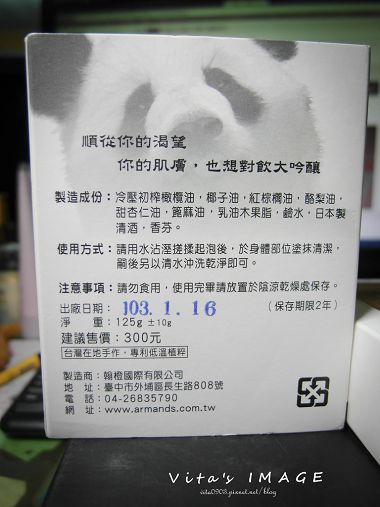 順從你的渴望
你的肌膚，也想對飲大吟釀
製造成份：冷壓初榨橄欖油，椰子油，紅棕櫚油，酪梨油，
甜杏仁油，蓖麻油，乳油木果脂，鹼水，日本製
清酒，香芬。
使用方式：請用水沾溼搓揉起泡後，於身體部位塗抹清潔，
嗣後另以清水沖洗乾淨即可。
注意事項：請勿食用，使用完畢請放置於陰涼乾燥處保存。
出廠日期：103.1.16 （保存期限2年）
淨　　重：125g ±10g
建議售價：300元
台灣在地手作，專利低溫植粹
製造商：翰橙國際有限公司
地　址：臺中市外埔區長生路808號
電　話：04-26835790
網　址：www.armands.com.tw
Vita's IMAGE
vita0903.pixnet.net/blog